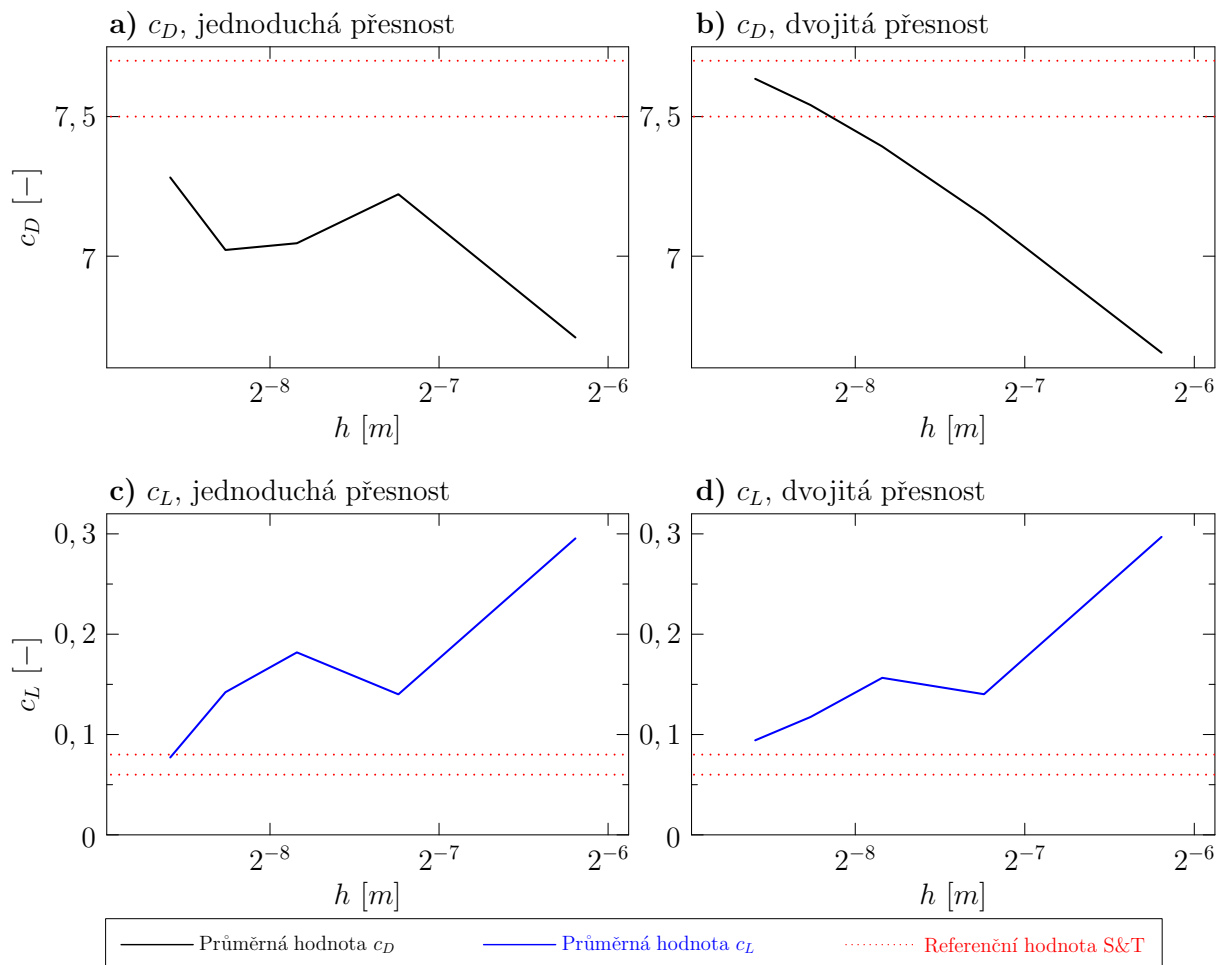 a) c_D, jednoduchá přesnost
b) c_D, dvojitá přesnost
c_D [−]
7,5
7
7,5
7
2^−8
2^−7
2^−6
2^−8
2^−7
2^−6
h [m]
h [m]
c) c_L, jednoduchá přesnost
d) c_L, dvojitá přesnost
c_L [−]
0,3
0,2
0,1
0
0,3
0,2
0,1
0
2^−8
2^−7
2^−6
2^−8
2^−7
2^−6
h [m]
h [m]
Průměrná hodnota c_D
Průměrná hodnota c_L
Referenční hodnota S&T